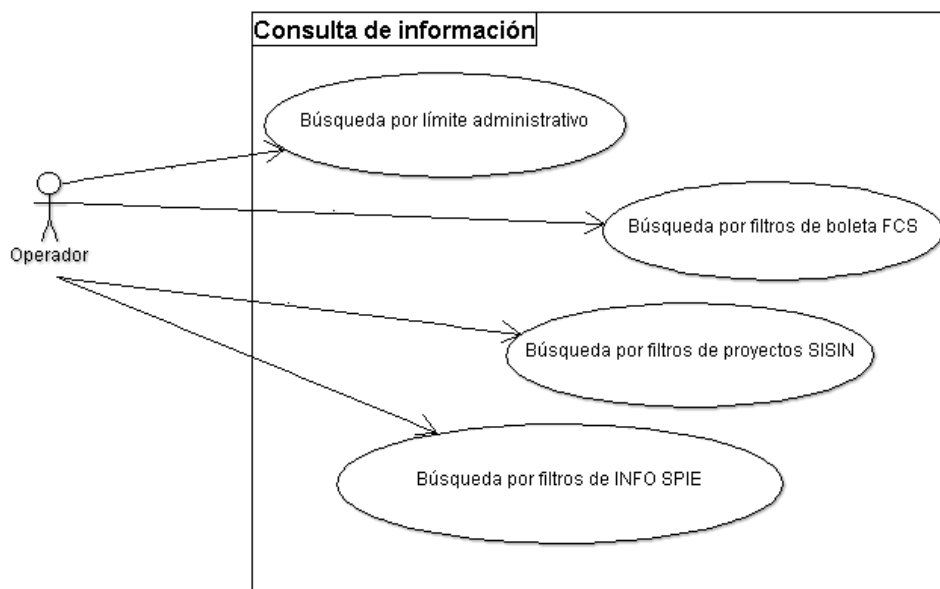 Consulta de información
Búsqueda por límite administrativo
Búsqueda por filtros de boleta FCS
Operador
Búsqueda por filtros de proyectos SISIN
Búsqueda por filtros de INFO SPIE